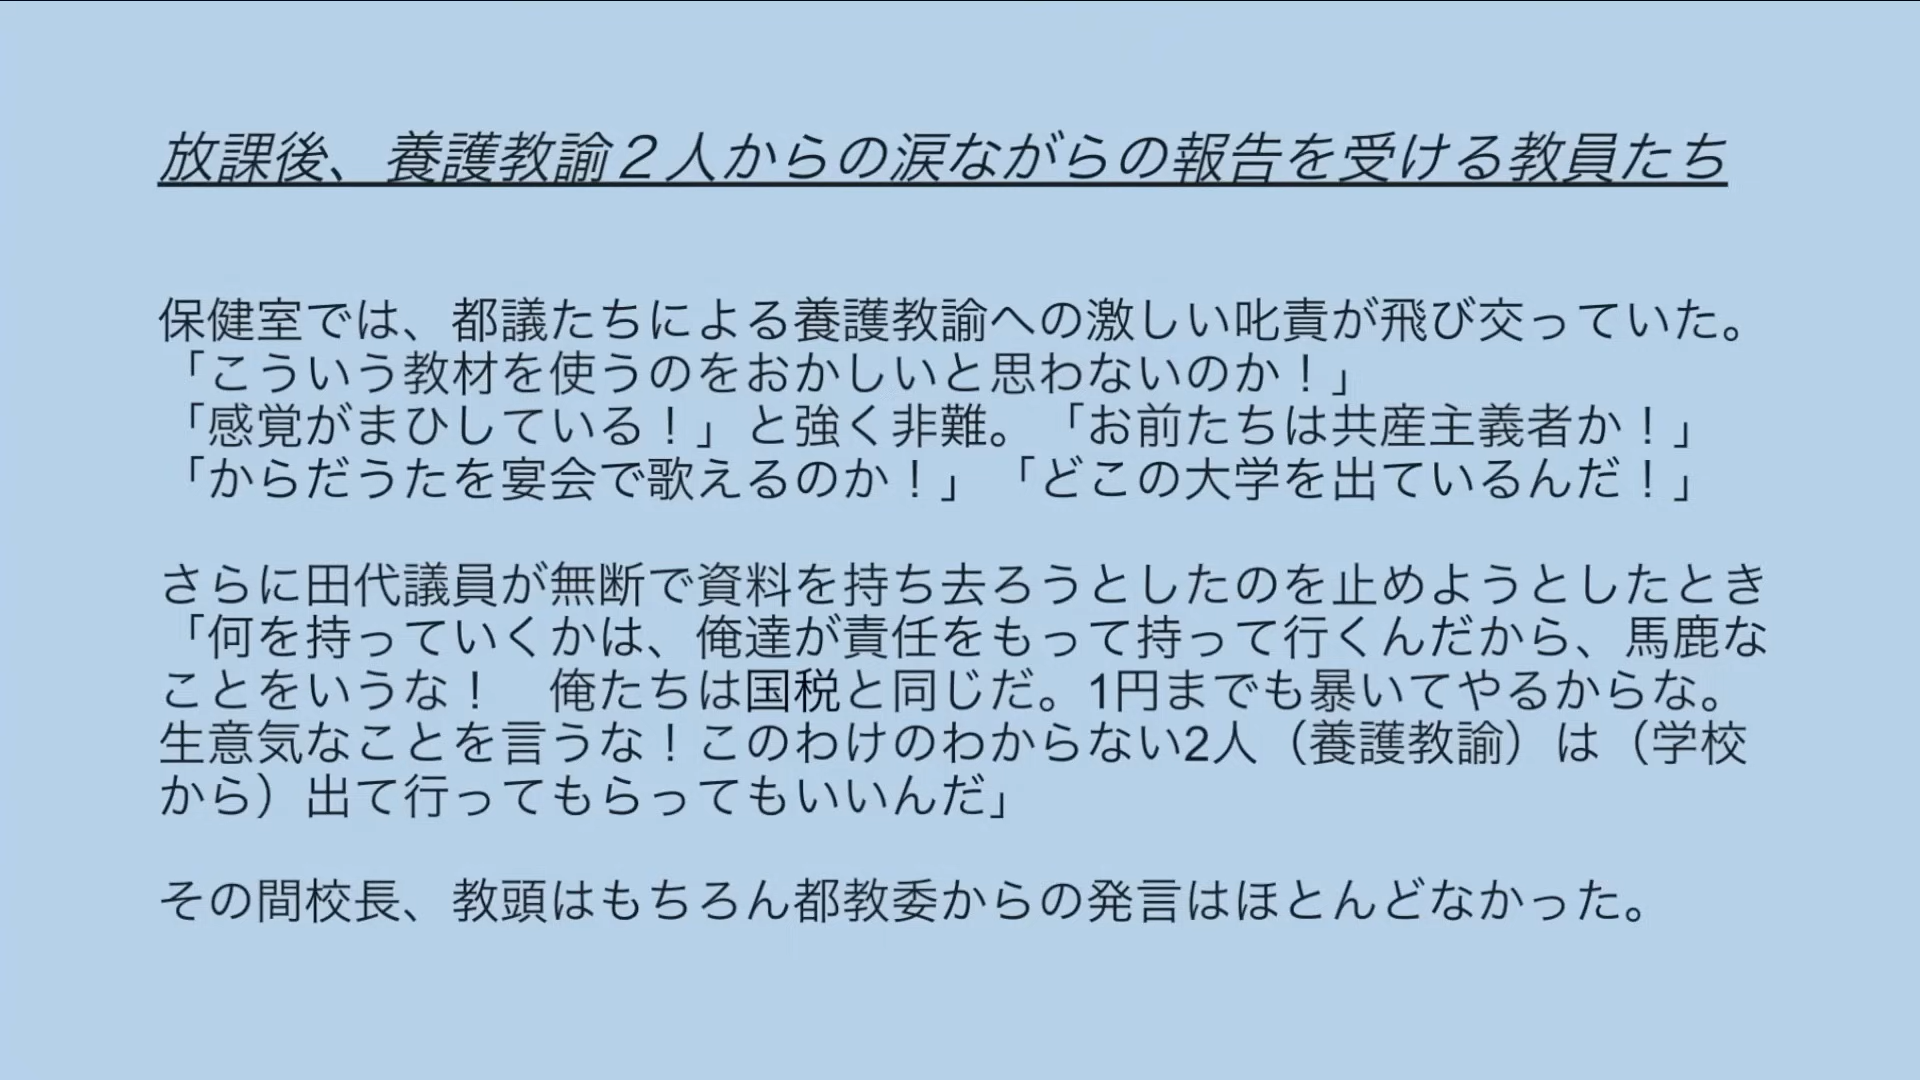 放課後、養護教諭２人からの涙ながらの報告を受ける教員たち
保健室では、都議たちによる養護教諭への激しい叱責が飛び交っていた。
「こういう教材を使うのをおかしいと思わないのか！」
「感覚がまひしている！」と強く非難。「お前たちは共産主義者か！」
「からだうたを宴会で歌えるのか！」「どこの大学を出ているんだ！」
さらに田代議員が無断で資料を持ち去ろうとしたのを止めようとしたとき
「何を持っていくかは、俺達が責任をもって持って行くんだから、馬鹿な
ことをいうな！　俺たちは国税と同じだ。1円までも暴いてやるからな。
生意気なことを言うな！このわけのわからない2人（養護教諭）は（学校
から）出て行ってもらってもいいんだ」
その間校長、教頭はもちろん都教委からの発言はほとんどなかった。